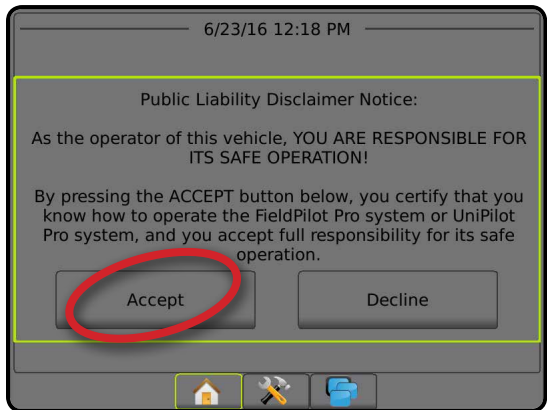 6/23/16 12:18 PM
Public Liability Disclaimer Notice:
As the operator of this vehicle, YOU ARE RESPONSIBLE FOR
ITS SAFE OPERATION!
By pressing the ACCEPT button below, you certify that you
know how to operate the FieldPilot Pro system or UniPilot
Pro system, and you accept full responsibility for its safe
operation.
Accept
Decline